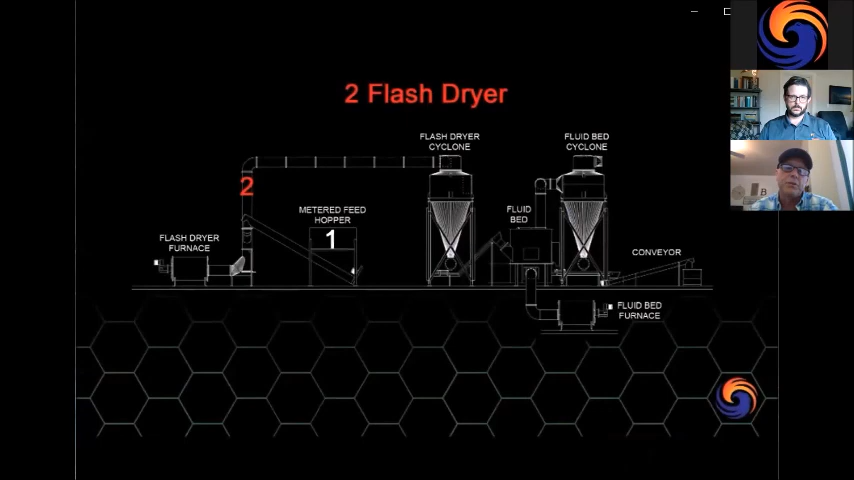 2 Flash Dryer
FLASH DRYER
CYCLONE
FLUID BED
CYCLONE
2
METERED FEED
HOPPER
1
FLUID
BED
FLASH DRYER
FURNACE
CONVEYOR
FLUID BED
FURNACE
B